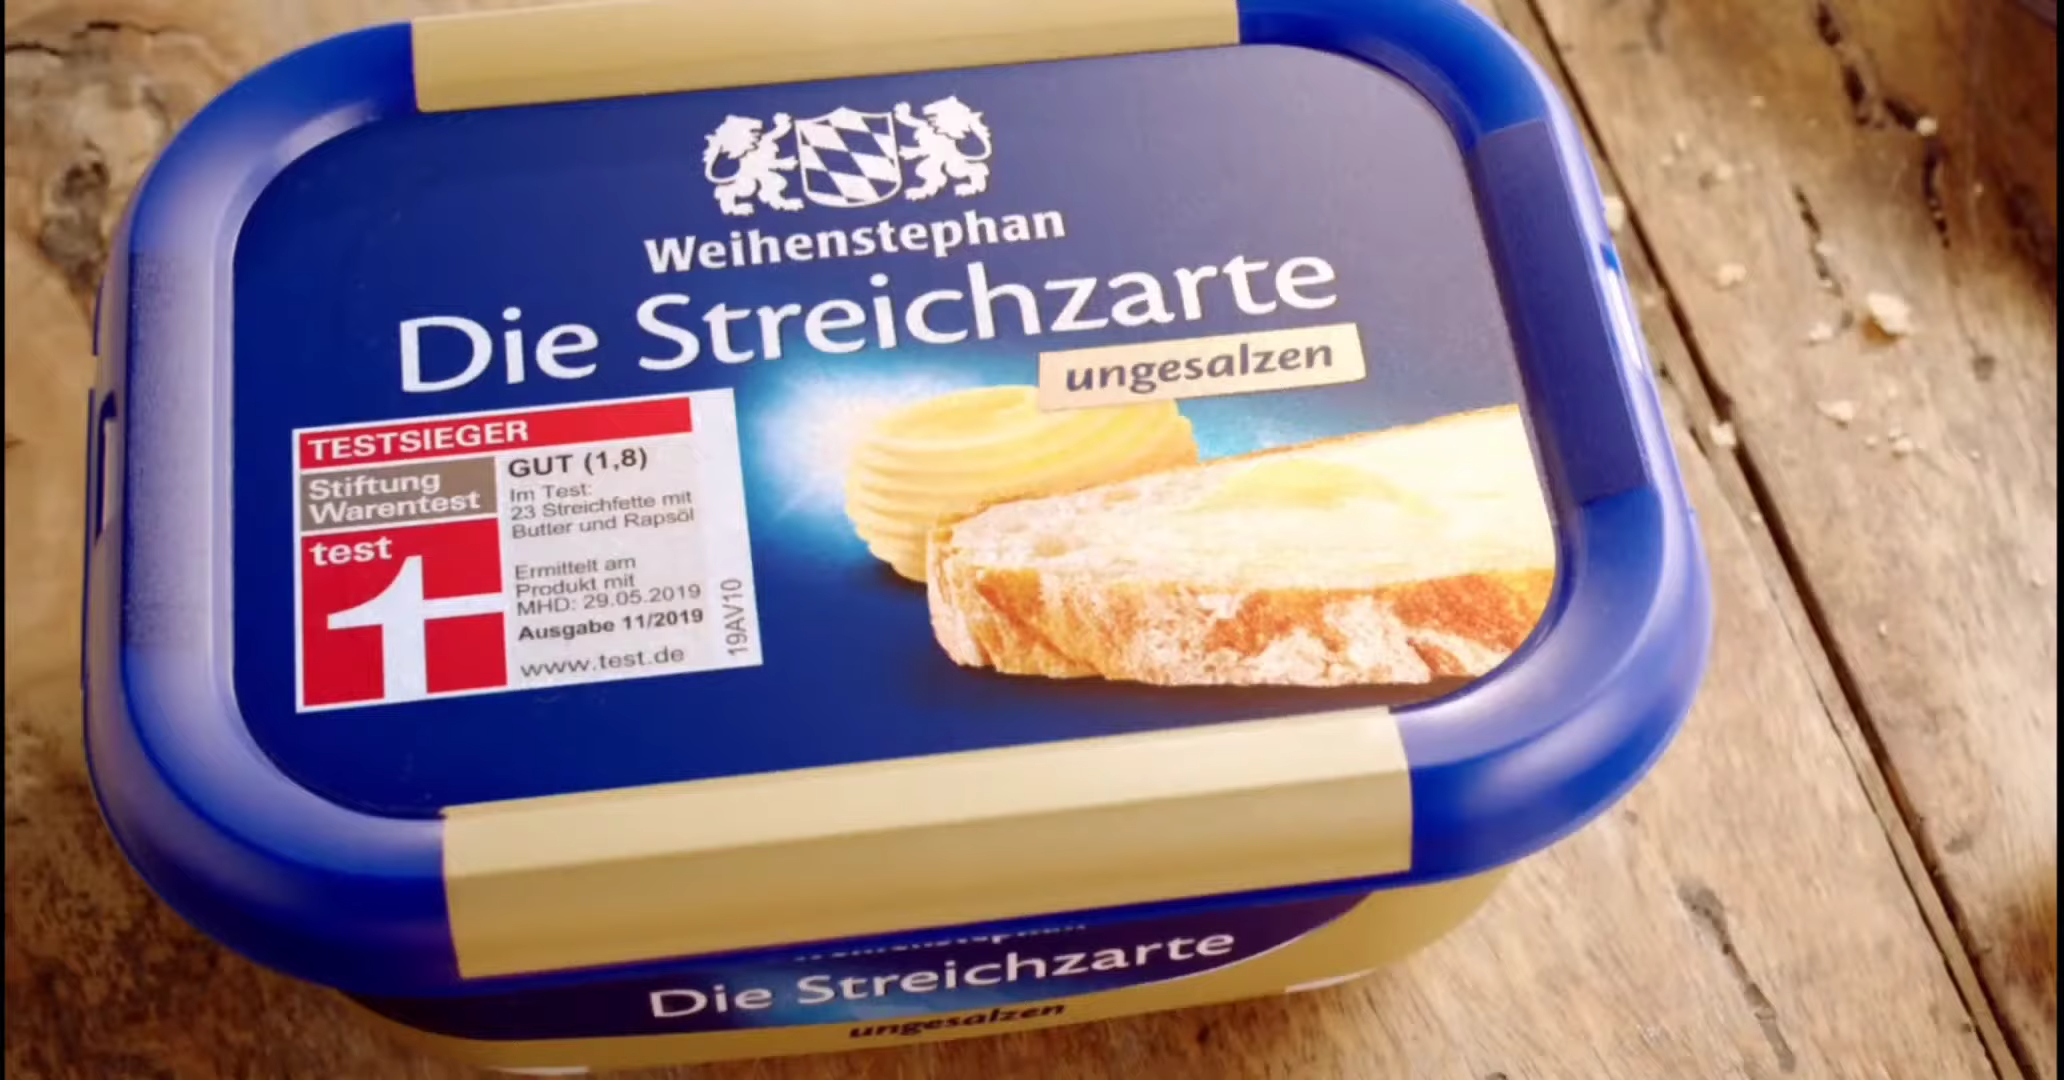 Weihenstephan
Die Streichzarte
ungesalzen
TESTSIEGER
Stiftung
Warentest
test
GUT (1,8)
Im Test:
23 Streichfette mit
Butter und Rapsöl
Ermittelt am
Produkt mit
MHD: 29.05.2019
Ausgabe 11/2019
www.test.de
19AV10
Die Streichzarte
ungesalzen